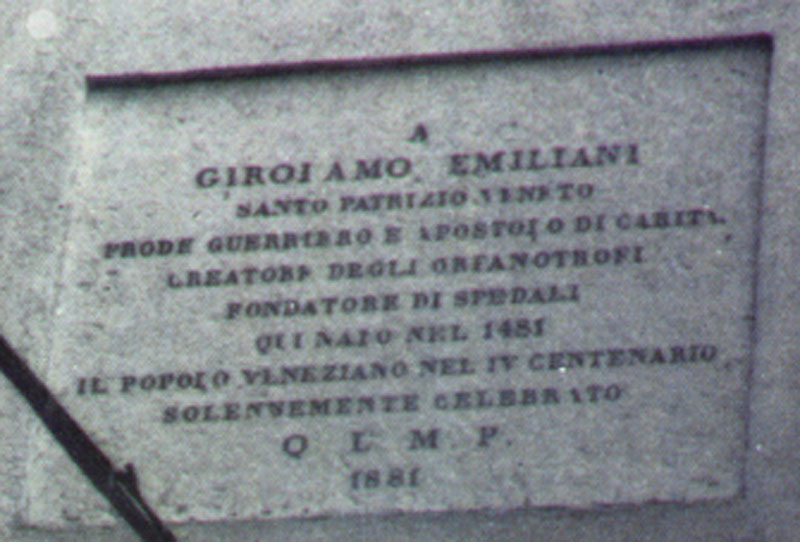 A
GIROLAMO EMILIANI
SANTO PATRIZIO VENETO
PRODE GUERRIERO E APOSTOLO DI CARITÀ
CREATORE DEGLI ORFANOTROFI
FONDATORE DI SPEDALI
QUI NATO NEL 1481
IL POPOLO VENEZIANO NEL IV CENTENARIO
SOLENNEMENTE CELEBRATO
Q L M P.
1881